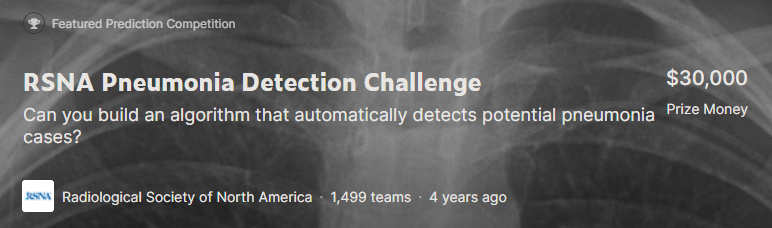 Featured Prediction Competition
RSNA Pneumonia Detection Challenge
$30,000
Can you build an algorithm that automatically detects potential pneumonia
Prize Money
cases?
RSNA
Radiological Society of North America · 1,499 teams · 4 years ago